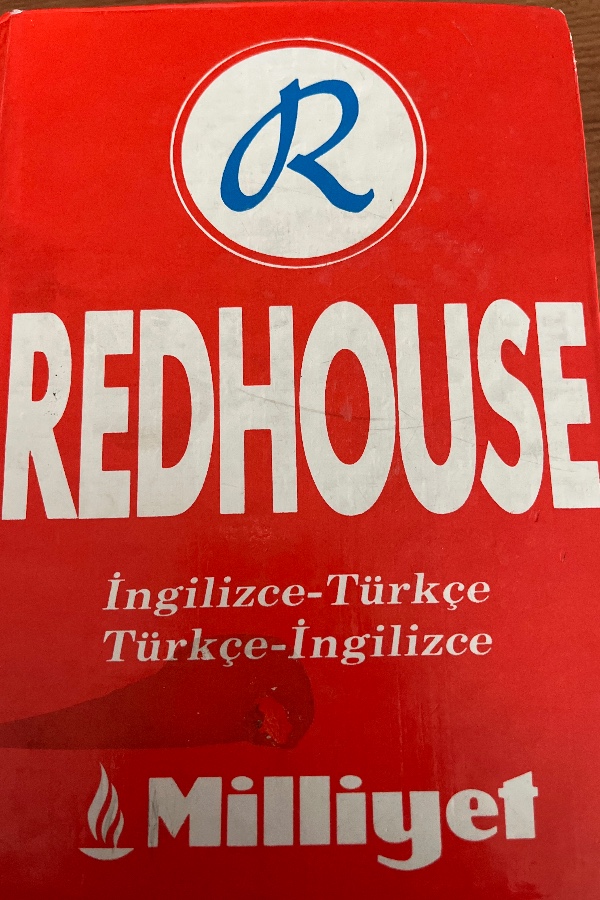 R
REDHOUSE
İngilizce-Türkçe
Türkçe-İngilizce
Milliyet